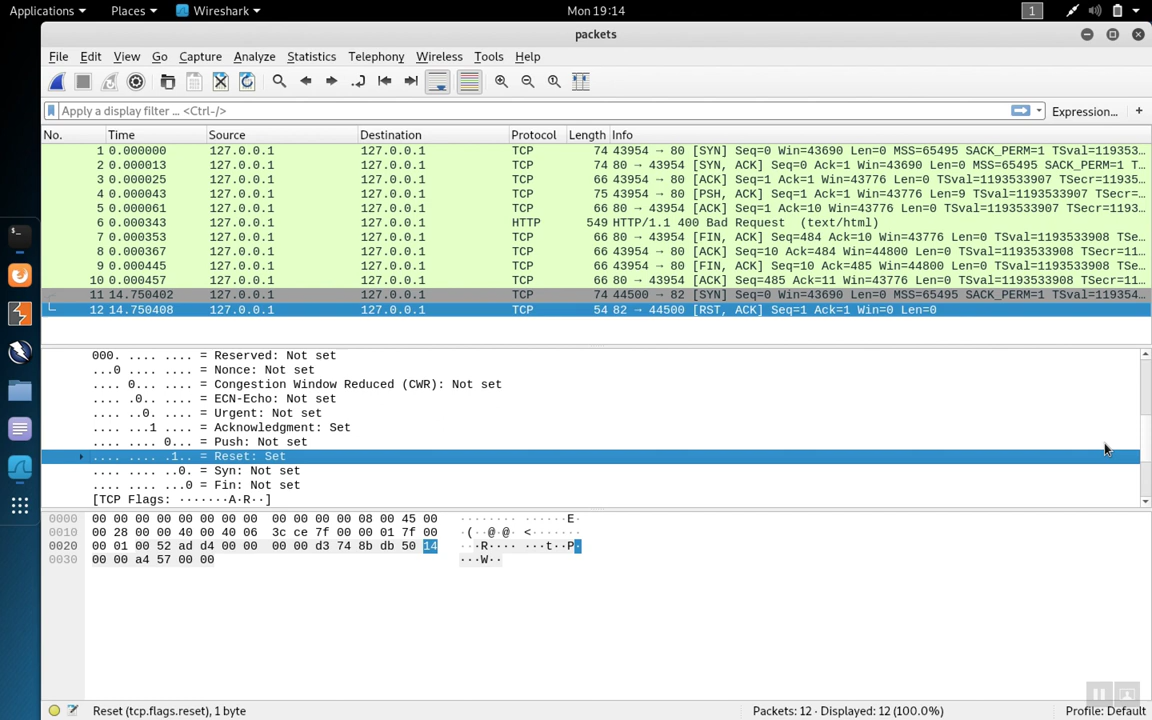 Applications Places Wireshark Mon 19:14 1
packets
File Edit View Go Capture Analyze Statistics Telephony Wireless Tools Help
Apply a display filter ... <Ctrl-/> Expression... +
No. Time Source Destination Protocol Length Info
1 0.000000 127.0.0.1 127.0.0.1 TCP 74 43954 → 80 [SYN] Seq=0 Win=43690 Len=0 MSS=65495 SACK_PERM=1 TSval=119353...
2 0.000013 127.0.0.1 127.0.0.1 TCP 74 80 → 43954 [SYN, ACK] Seq=0 Ack=1 Win=43690 Len=0 MSS=65495 SACK_PERM=1 T...
3 0.000025 127.0.0.1 127.0.0.1 TCP 66 43954 → 80 [ACK] Seq=1 Ack=1 Win=43776 Len=0 TSval=1193533907 TSecr=1193...
4 0.000043 127.0.0.1 127.0.0.1 TCP 75 43954 → 80 [PSH, ACK] Seq=1 Ack=1 Win=43776 Len=9 TSval=1193533907 TSecr=...
5 0.000061 127.0.0.1 127.0.0.1 TCP 66 80 → 43954 [ACK] Seq=1 Ack=10 Win=43776 Len=0 TSval=1193533907 TSecr=1193...
6 0.000343 127.0.0.1 127.0.0.1 HTTP 549 HTTP/1.1 400 Bad Request (text/html)
7 0.000353 127.0.0.1 127.0.0.1 TCP 66 80 → 43954 [FIN, ACK] Seq=484 Ack=10 Win=43776 Len=0 TSval=1193533908 TSe...
8 0.000367 127.0.0.1 127.0.0.1 TCP 66 43954 → 80 [ACK] Seq=10 Ack=484 Win=44800 Len=0 TSval=1193533908 TSecr=11...
9 0.000445 127.0.0.1 127.0.0.1 TCP 66 43954 → 80 [FIN, ACK] Seq=10 Ack=485 Win=44800 Len=0 TSval=1193533908 TSe...
10 0.000457 127.0.0.1 127.0.0.1 TCP 66 80 → 43954 [ACK] Seq=485 Ack=11 Win=43776 Len=0 TSval=1193533908 TSecr=11...
11 14.750402 127.0.0.1 127.0.0.1 TCP 74 44500 → 82 [SYN] Seq=0 Win=43690 Len=0 MSS=65495 SACK_PERM=1 TSval=119354...
12 14.750408 127.0.0.1 127.0.0.1 TCP 54 82 → 44500 [RST, ACK] Seq=1 Ack=1 Win=0 Len=0
000. .... .... = Reserved: Not set
...0 .... .... = Nonce: Not set
.... 0... .... = Congestion Window Reduced (CWR): Not set
.... .0.. .... = ECN-Echo: Not set
.... ..0. .... = Urgent: Not set
.... ...1 .... = Acknowledgment: Set
.... .... 0... = Push: Not set
.... .... .1.. = Reset: Set
.... .... ..0. = Syn: Not set
.... .... ...0 = Fin: Not set
[TCP Flags: ·······A·R··]
0000 00 00 00 00 00 00 00 00 00 00 00 00 08 00 45 00 ········ ······E·
0010 00 28 00 00 40 00 40 06 3c ce 7f 00 00 01 7f 00 ·(··@·@· <·······
0020 00 01 00 52 ad d4 00 00 00 00 d3 74 8b db 50 14 ···R···· ···t··P·
0030 00 00 a4 57 00 00 ···W··
Reset (tcp.flags.reset), 1 byte Packets: 12 · Displayed: 12 (100.0%) Profile: Default